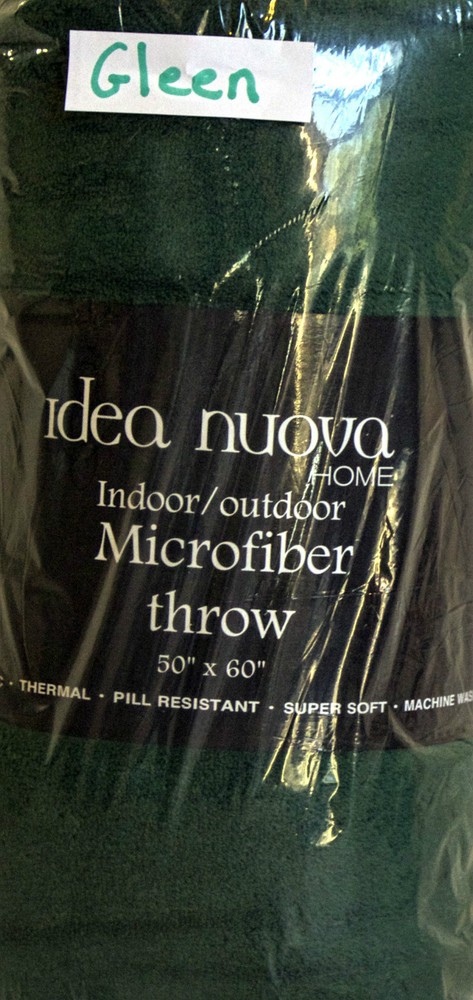 Gleen
idea nuova
HOME
Indoor/outdoor
Microfiber
throw
50" x 60"
· THERMAL · PILL RESISTANT · SUPER SOFT · MACHINE WAS